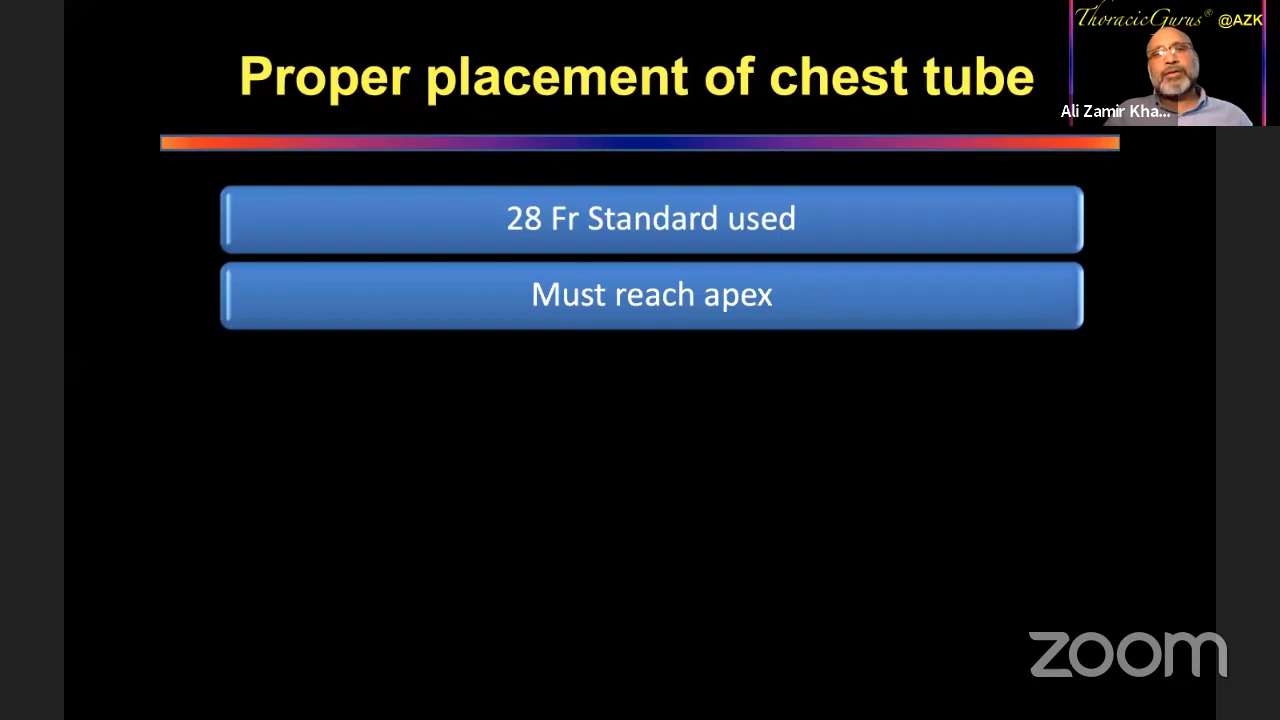 ThoracicGurus® @AZK
Proper placement of chest tube
Ali Zamir Kha...
28 Fr Standard used
Must reach apex
zoom